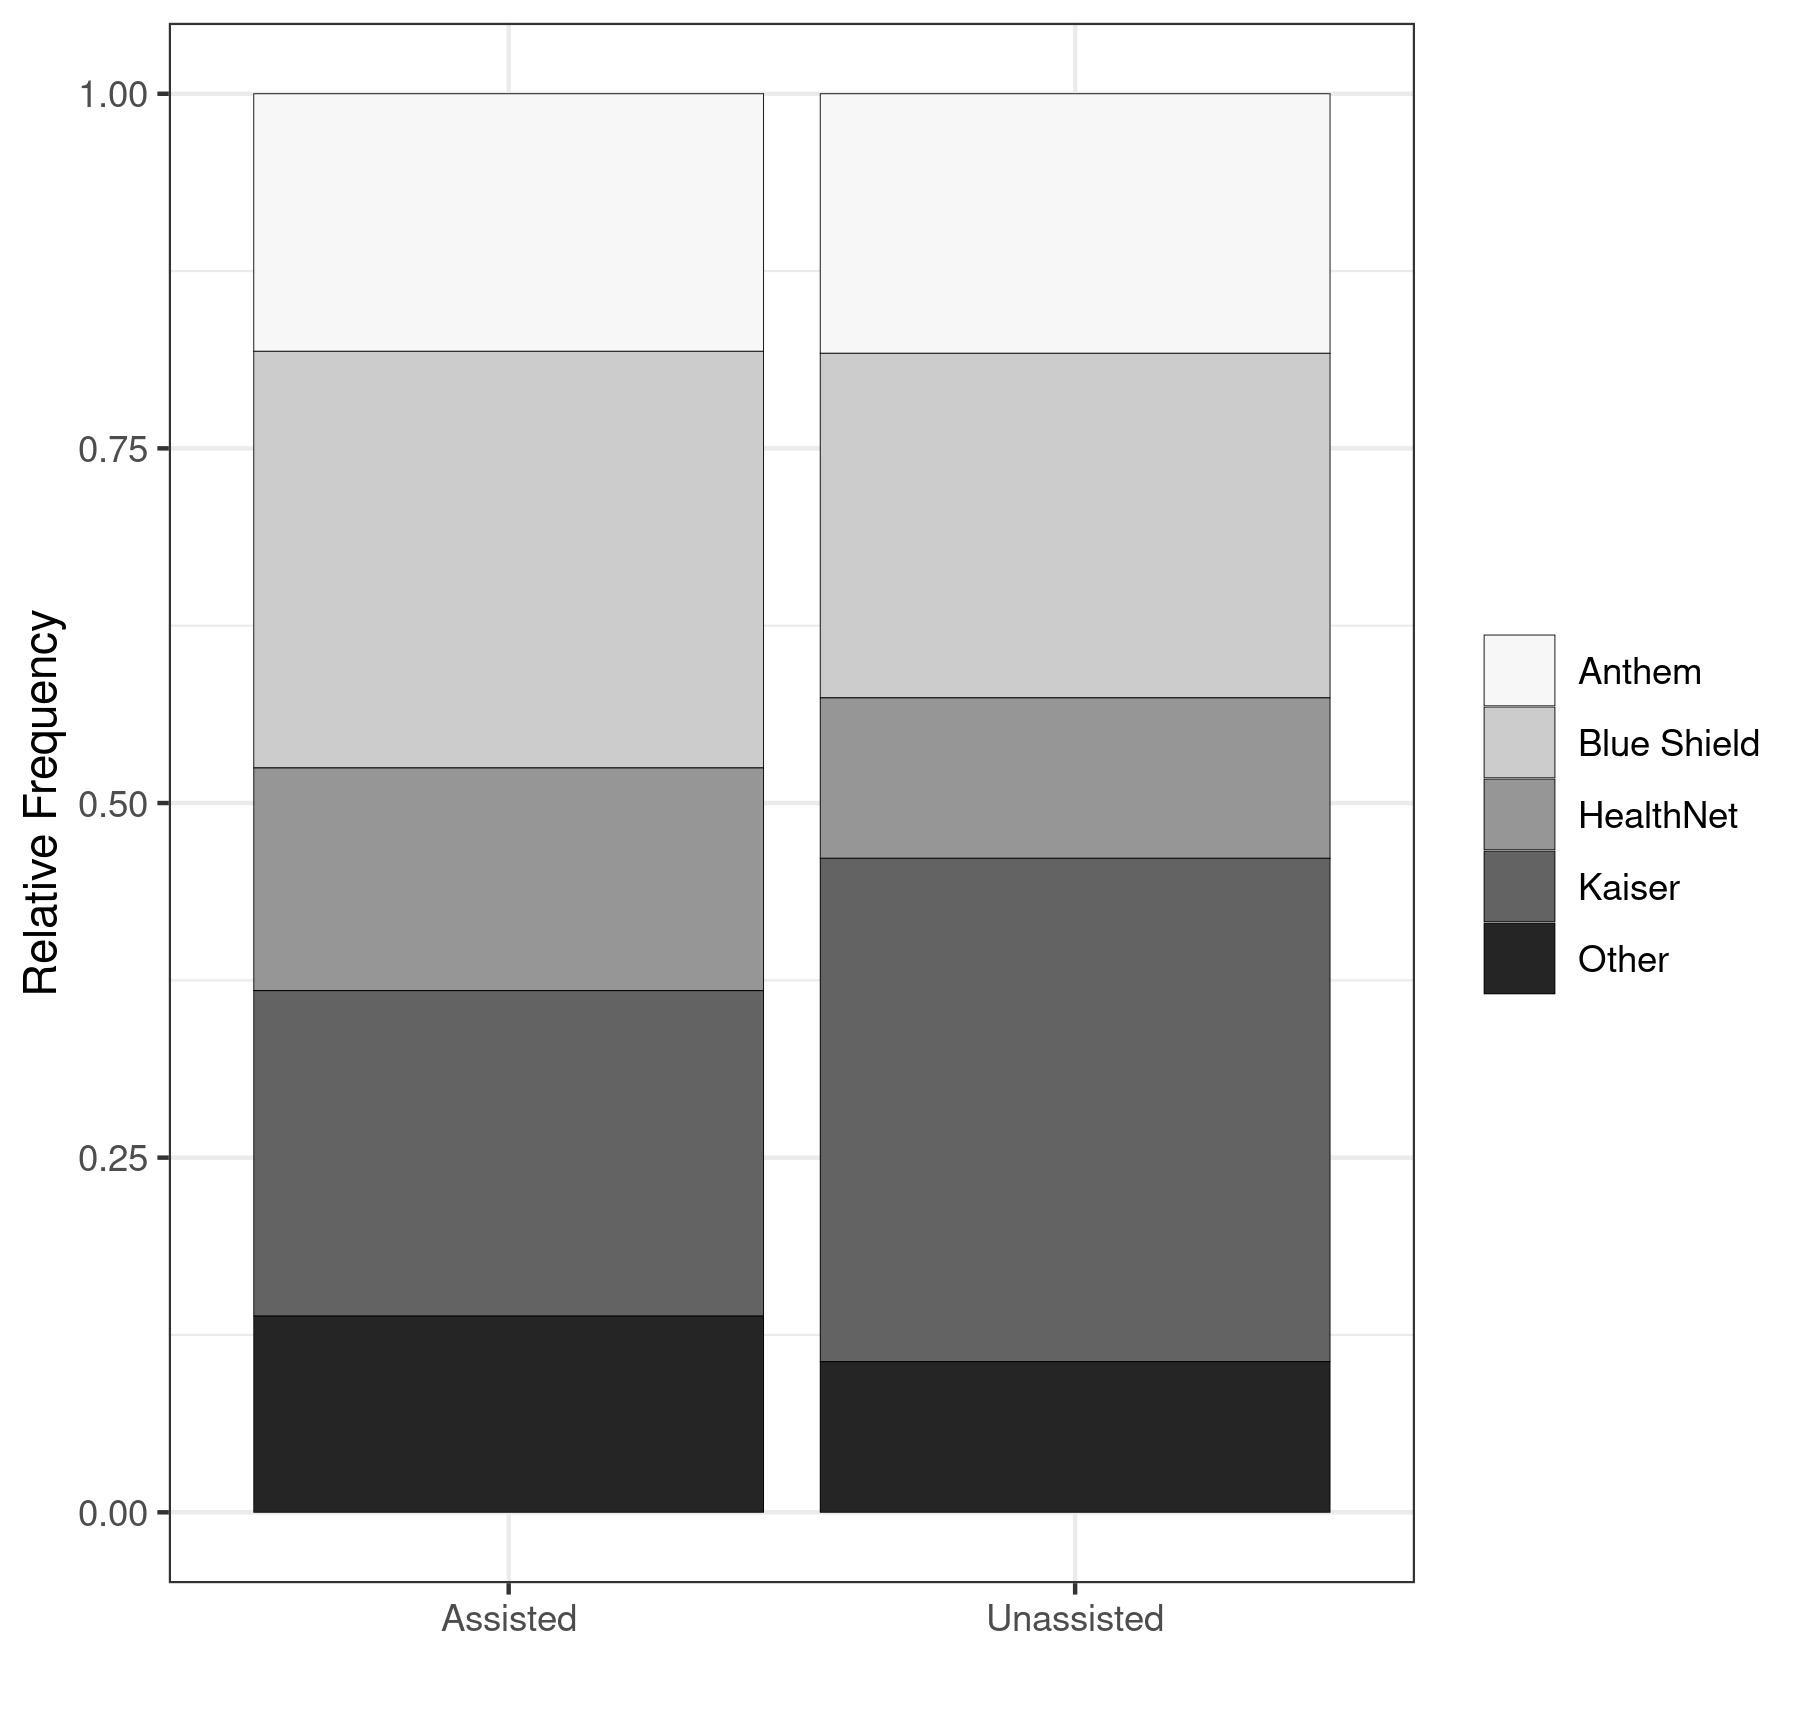 Relative Frequency
1.00
0.75
0.50
0.25
0.00
Assisted
Unassisted
Anthem
Blue Shield
HealthNet
Kaiser
Other